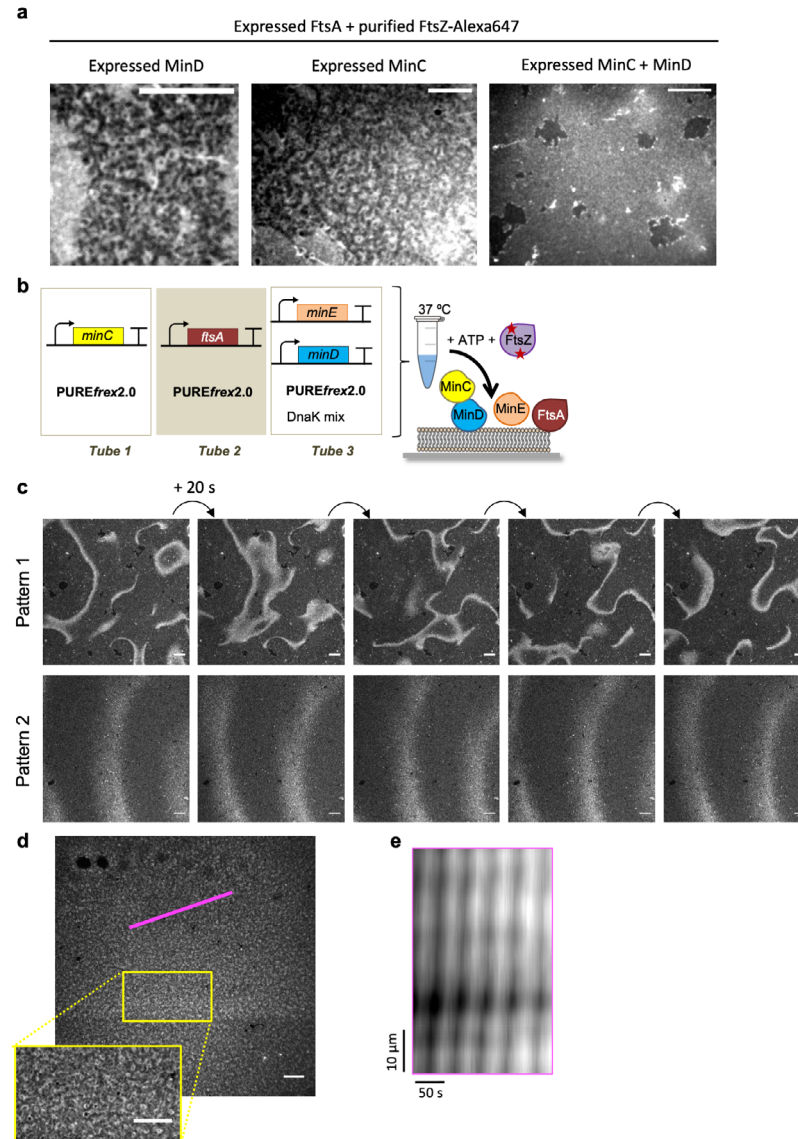 a
Expressed FtsA + purified FtsZ-Alexa647
Expressed MinD
Expressed MinC
Expressed MinC + MinD
b
minC
PUREfrex2.0
Tube 1
ftsA
PUREfrex2.0
Tube 2
minE
minD
PUREfrex2.0
DnaK mix
Tube 3
37 ºC
+ ATP +
FtsZ
MinC
MinD
MinE
FtsA
c
+ 20 s
Pattern 1
Pattern 2
d
e
10 µm
50 s